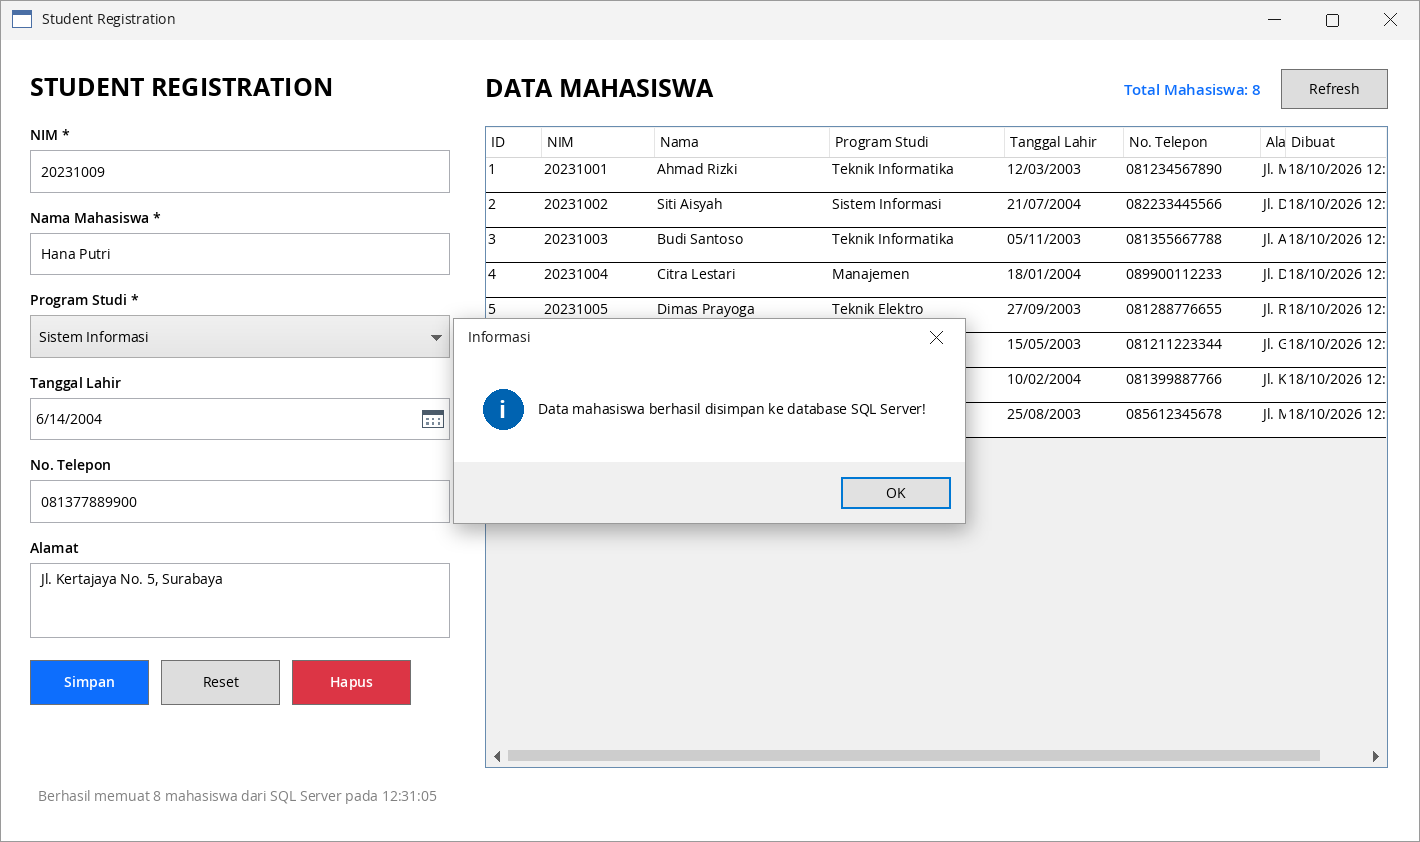 Student Registration
STUDENT REGISTRATION
NIM *
20231009
Nama Mahasiswa *
Hana Putri
Program Studi *
Sistem Informasi
Tanggal Lahir
6/14/2004
No. Telepon
081377889900
Alamat
Jl. Kertajaya No. 5, Surabaya
Simpan Reset Hapus
Berhasil memuat 8 mahasiswa dari SQL Server pada 12:31:05
DATA MAHASISWA Total Mahasiswa: 8 Refresh
ID NIM Nama Program Studi Tanggal Lahir No. Telepon Ala Dibuat
1 20231001 Ahmad Rizki Teknik Informatika 12/03/2003 081234567890 Jl. M 18/10/2026 12:
2 20231002 Siti Aisyah Sistem Informasi 21/07/2004 082233445566 Jl. D 18/10/2026 12:
3 20231003 Budi Santoso Teknik Informatika 05/11/2003 081355667788 Jl. A 18/10/2026 12:
4 20231004 Citra Lestari Manajemen 18/01/2004 089900112233 Jl. D 18/10/2026 12:
5 20231005 Dimas Prayoga Teknik Elektro 27/09/2003 081288776655 Jl. R 18/10/2026 12:
15/05/2003 081211223344 Jl. G 18/10/2026 12:
10/02/2004 081399887766 Jl. K 18/10/2026 12:
25/08/2003 085612345678 Jl. M 18/10/2026 12:
Informasi
Data mahasiswa berhasil disimpan ke database SQL Server!
OK